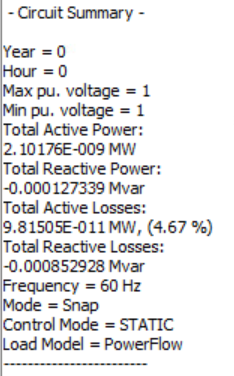 - Circuit Summary -
Year = 0
Hour = 0
Max pu. voltage = 1
Min pu. voltage = 1
Total Active Power:
2.10176E-009 MW
Total Reactive Power:
-0.000127339 Mvar
Total Active Losses:
9.81505E-011 MW, (4.67 %)
Total Reactive Losses:
-0.000852928 Mvar
Frequency = 60 Hz
Mode = Snap
Control Mode = STATIC
Load Model = PowerFlow
------------------------